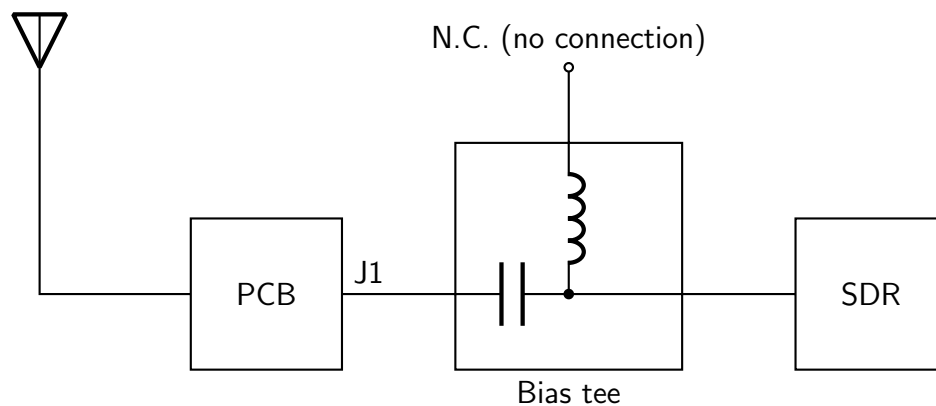 N.C. (no connection)
J1
PCB
SDR
Bias tee